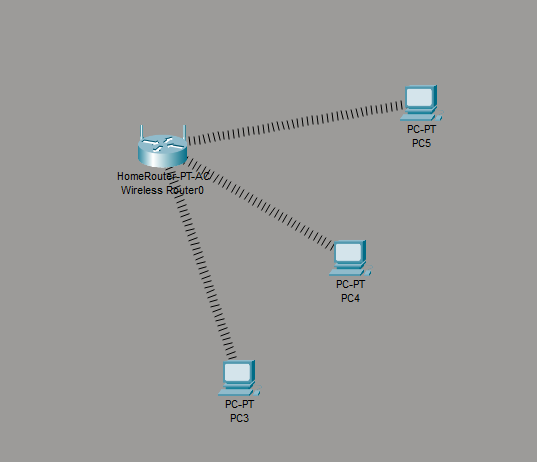 PC-PT
PC5
HomeRouter-PT-AC
Wireless Router0
PC-PT
PC4
PC-PT
PC3